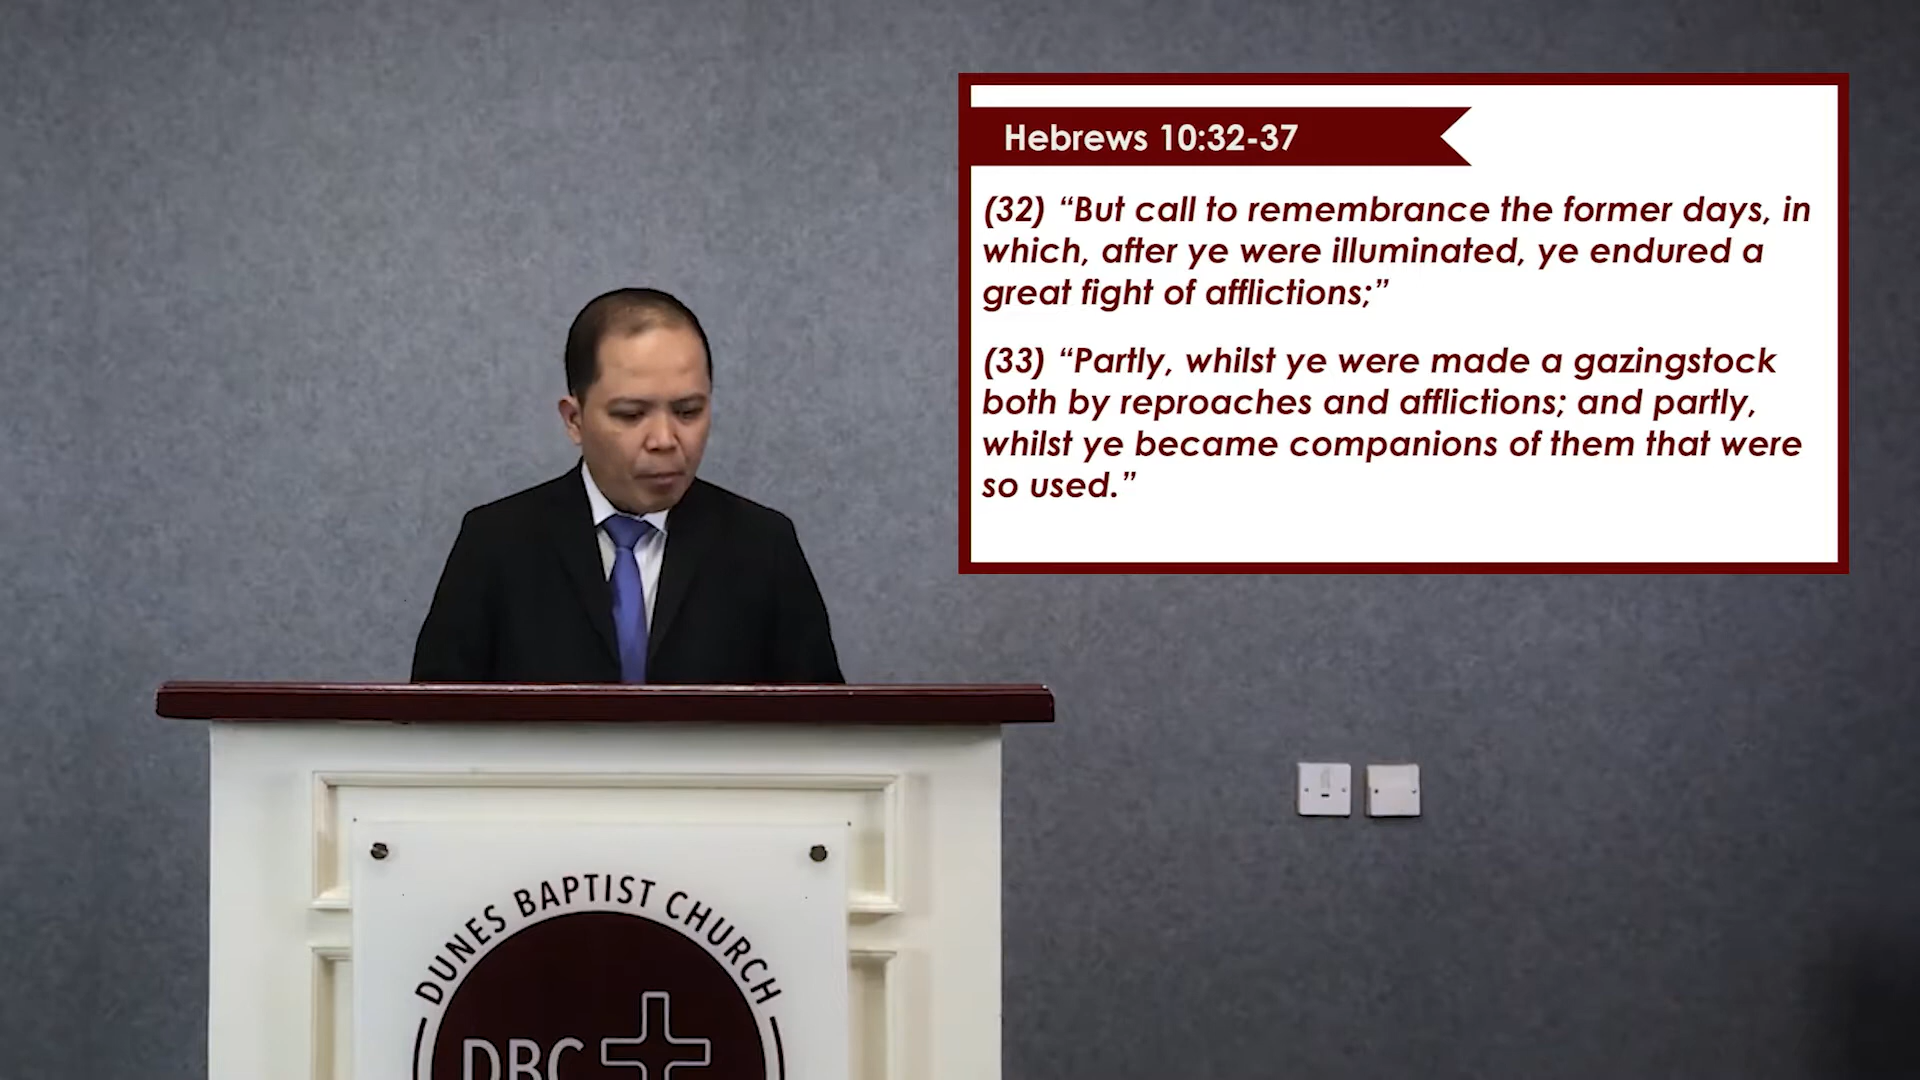 Hebrews 10:32-37
(32) “But call to remembrance the former days, in
which, after ye were illuminated, ye endured a
great fight of afflictions;”
(33) “Partly, whilst ye were made a gazingstock
both by reproaches and afflictions; and partly,
whilst ye became companions of them that were
so used.”
DUNES BAPTIST CHURCH
DBC